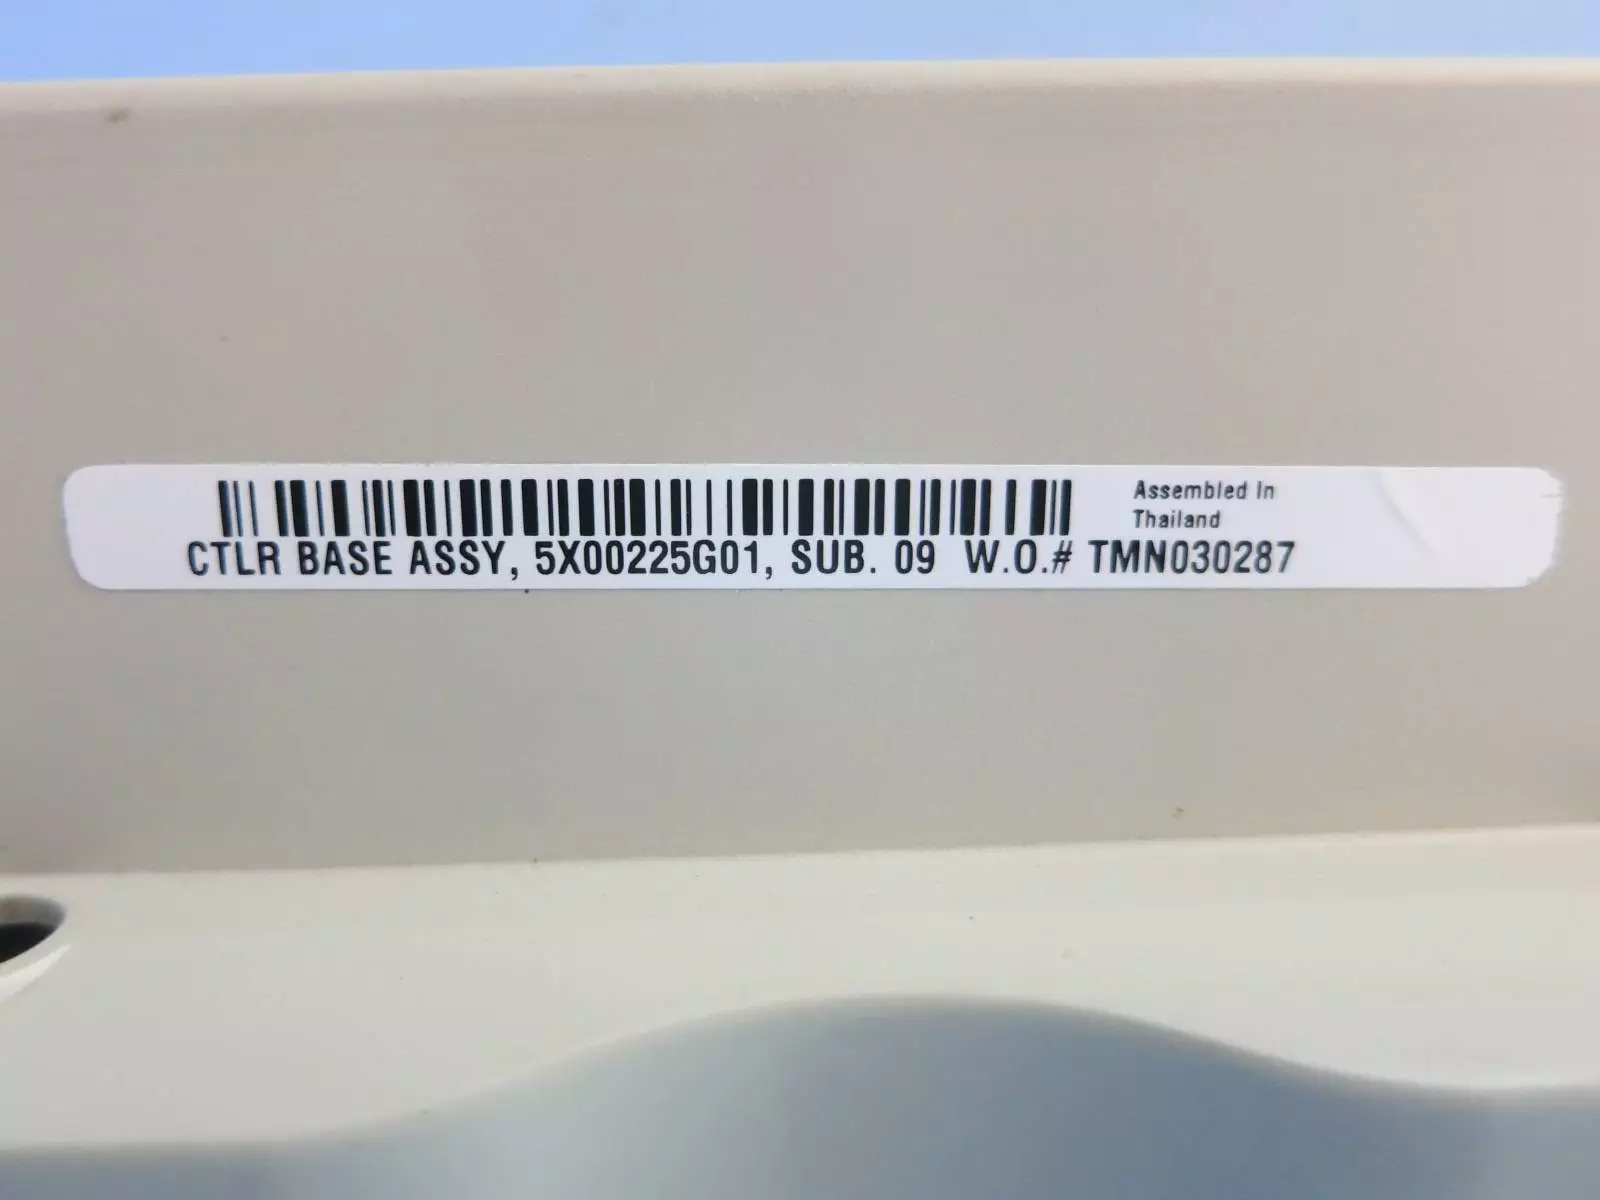 Assembled In
Thailand
CTLR BASE ASSY, 5X00225G01, SUB. 09 W.O.# TMN030287